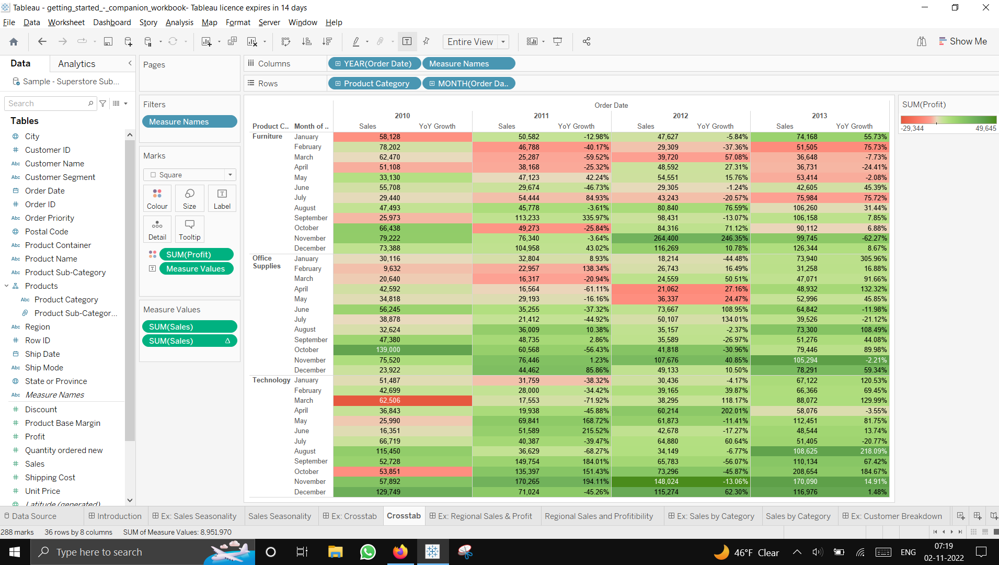 Tableau - getting_started_-_companion_workbook- Tableau licence expires in 14 days
File Data Worksheet Dashboard Story Analysis Map Format Server Window Help
Entire View Show Me
Data Analytics
Sample - Superstore Sub...
Search
Tables
City
Customer ID
Abc Customer Name
Abc Customer Segment
Order Date
Order ID
Abc Order Priority
Postal Code
Abc Product Container
Abc Product Name
Abc Product Sub-Category
Products
Abc Product Category
Product Sub-Categor...
Abc Region
Row ID
Ship Date
Abc Ship Mode
State or Province
Abc Measure Names
Discount
Product Base Margin
Profit
Quantity ordered new
Sales
Shipping Cost
Unit Price
Latitude (generated)
Pages
Filters
Measure Names
Marks
Square
Colour Size Label
Detail Tooltip
SUM(Profit)
Measure Values
Measure Values
SUM(Sales)
SUM(Sales) Δ
Columns YEAR(Order Date) Measure Names
Rows Product Category MONTH(Order Da..
Order Date
2010 2011 2012 2013
Product C.. Month of .. Sales YoY Growth Sales YoY Growth Sales YoY Growth Sales YoY Growth
Furniture January 58,128 50,582 -12.98% 47,627 -5.84% 74,168 55.73%
February 78,202 46,788 -40.17% 29,309 -37.36% 51,505 75.73%
March 62,470 25,287 -59.52% 39,720 57.08% 36,648 -7.73%
April 51,108 38,168 -25.32% 48,592 27.31% 36,731 -24.41%
May 33,130 47,123 42.24% 54,551 15.76% 53,414 -2.08%
June 55,708 29,674 -46.73% 29,305 -1.24% 42,605 45.39%
July 29,440 54,444 84.93% 43,243 -20.57% 75,984 75.72%
August 47,493 45,778 -3.61% 80,840 76.59% 106,260 31.44%
September 25,973 113,233 335.97% 98,431 -13.07% 106,158 7.85%
October 66,438 49,273 -25.84% 84,316 71.12% 90,112 6.88%
November 79,222 76,340 -3.64% 264,400 246.35% 99,745 -62.27%
December 73,388 104,958 43.02% 116,269 10.78% 126,344 8.67%
Office Supplies January 30,116 32,804 8.93% 18,214 -44.48% 73,940 305.96%
February 9,632 22,957 138.34% 26,743 16.49% 31,258 16.88%
March 20,640 16,317 -20.94% 24,559 50.51% 47,071 91.66%
April 42,592 16,564 -61.11% 21,062 27.16% 48,932 132.32%
May 34,818 29,193 -16.16% 36,337 24.47% 52,996 45.85%
June 56,245 35,255 -37.32% 73,667 108.95% 64,842 -11.98%
July 38,878 21,412 -44.92% 50,107 134.01% 39,526 -21.12%
August 32,624 36,009 10.38% 35,157 -2.37% 73,300 108.49%
September 47,380 48,735 2.86% 35,589 -26.97% 51,276 44.08%
October 139,000 60,568 -56.43% 41,818 -30.96% 79,446 89.98%
November 75,520 76,446 1.23% 107,676 40.85% 105,294 -2.21%
December 23,922 44,462 85.86% 49,133 10.50% 78,291 59.34%
Technology January 51,487 31,759 -38.32% 30,436 -4.17% 67,122 120.53%
February 42,699 28,000 -34.42% 39,165 39.87% 66,366 69.45%
March 62,506 17,553 -71.92% 38,295 118.17% 88,072 129.99%
April 36,843 19,938 -45.88% 60,214 202.01% 58,076 -3.55%
May 25,990 69,841 168.72% 61,873 -11.41% 112,451 81.75%
June 16,351 51,589 215.52% 42,678 -17.27% 48,544 13.74%
July 66,719 40,387 -39.47% 64,880 60.64% 51,405 -20.77%
August 115,450 36,629 -68.27% 34,149 -6.77% 108,625 218.09%
September 52,728 149,754 184.01% 65,783 -56.07% 110,134 67.42%
October 53,851 135,397 151.43% 73,296 -45.87% 208,654 184.67%
November 57,892 170,265 194.11% 148,024 -13.06% 170,090 14.91%
December 129,749 71,024 -45.26% 115,274 62.30% 116,976 1.48%
SUM(Profit)
-29,344 49,645
Data Source Introduction Ex: Sales Seasonality Sales Seasonality Ex: Crosstab Crosstab Ex: Regional Sales & Profit Regional Sales and Profitibility Ex: Sales by Category Sales by Category Ex: Customer Breakdown
288 marks 36 rows by 8 columns SUM of Measure Values: 8,951,970
Type here to search 46°F Clear ENG 07:19
02-11-2022